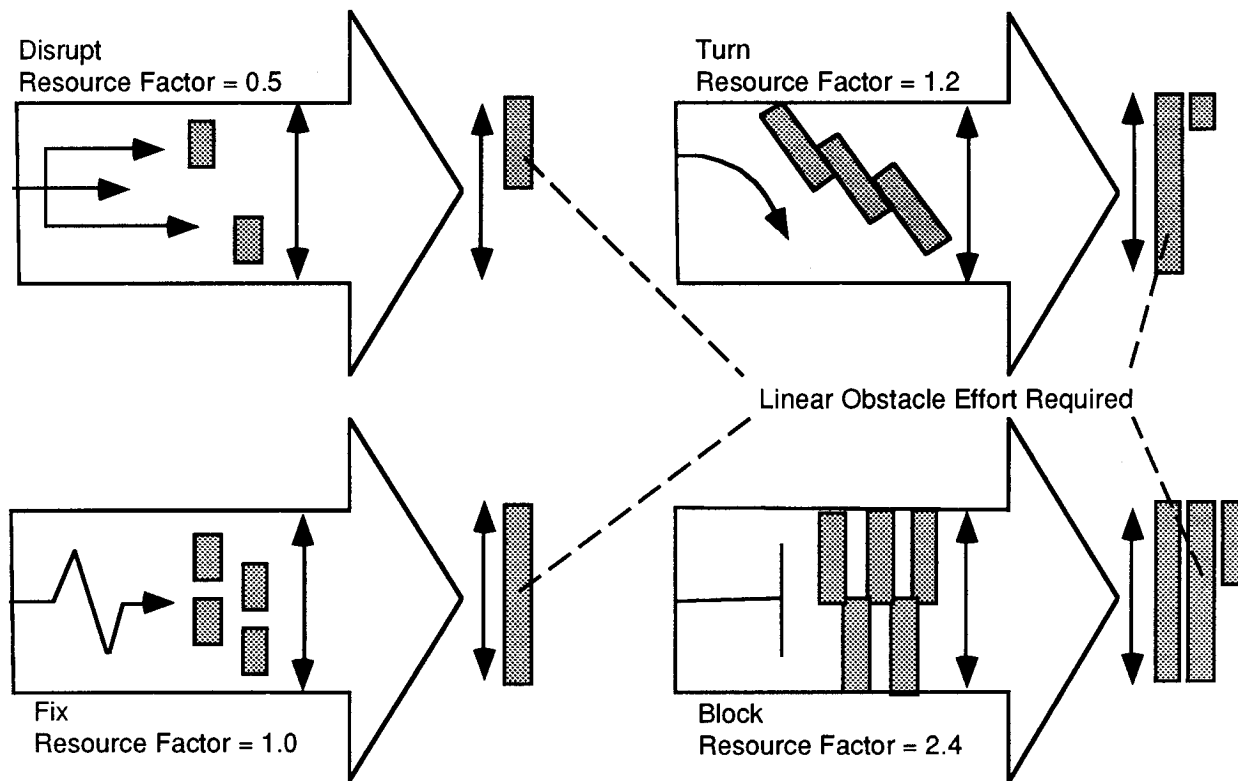 Disrupt
Resource Factor = 0.5
Turn
Resource Factor = 1.2
Linear Obstacle Effort Required
Fix
Resource Factor = 1.0
Block
Resource Factor = 2.4